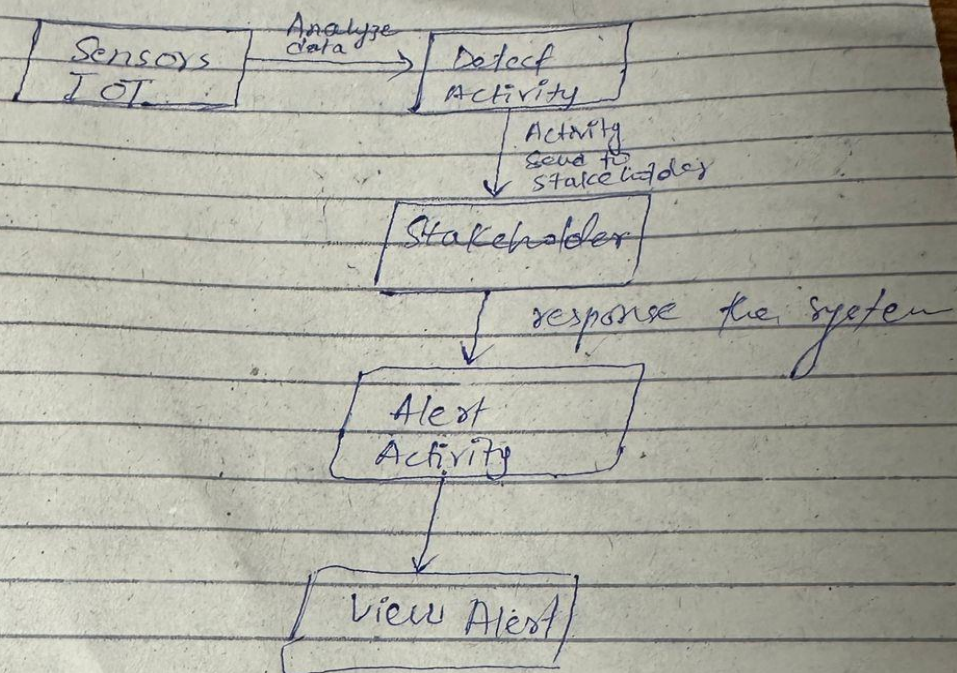 Sensors
IOT
Analyze
data
Detect
Activity
Activity
Send to
Stakeholder
Stakeholder
response the system
Alert
Activity
View Alert